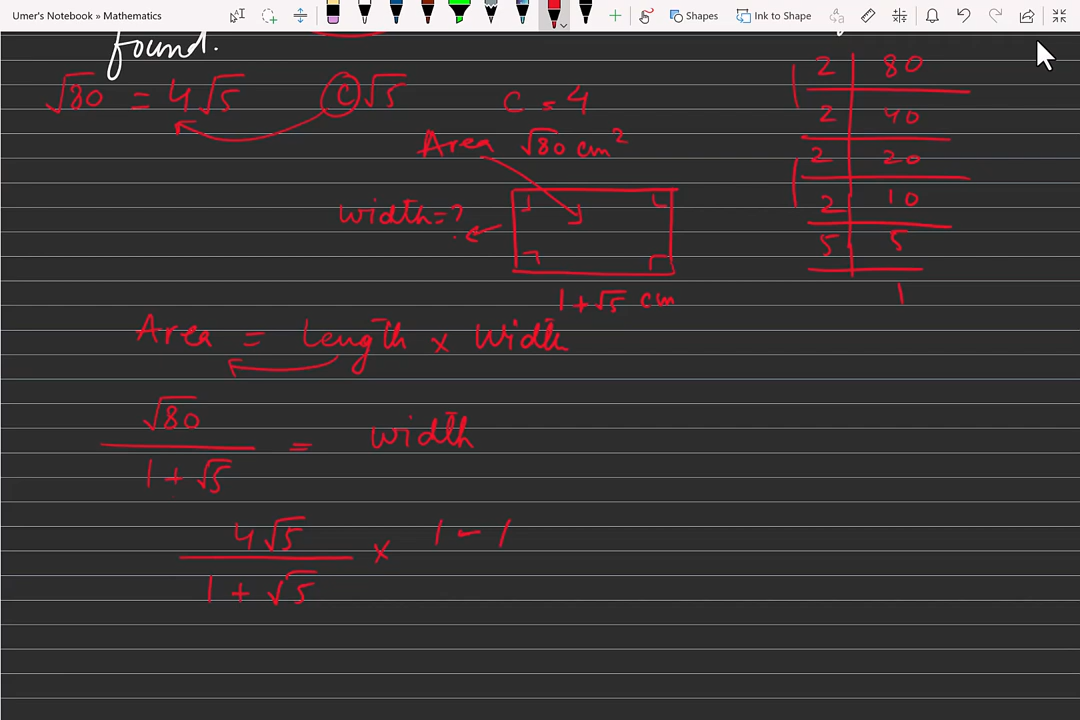 Umer's Notebook » Mathematics
Shapes
Ink to Shape
found.
√80 = 4√5
c√5
c = 4
Area √80 cm²
width=?
1+√5 cm
2 80
2 40
2 20
2 10
5 5
1
Area = Length × Width
√80 / 1+√5 = width
4√5 / 1+√5 × 1-1